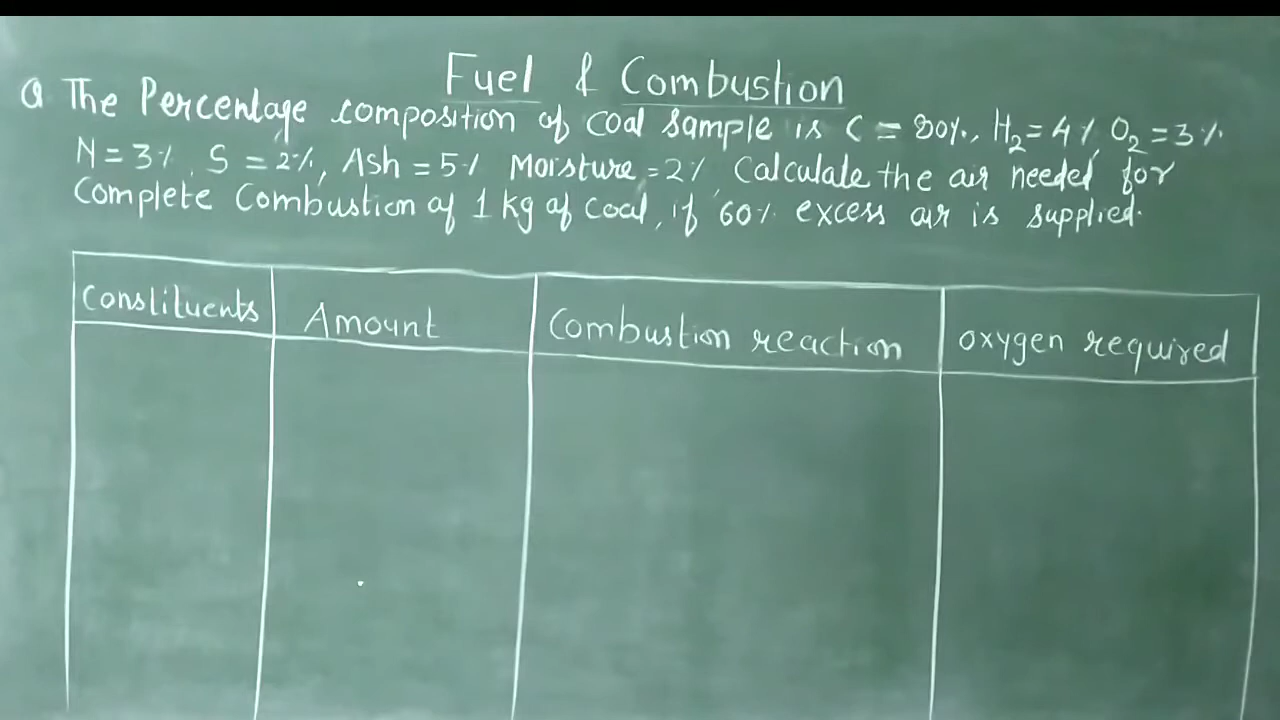 Fuel & Combustion
Q The Percentage composition of coal sample is C = 80%, H2 = 4%, O2 = 3%
N = 3%, S = 2%, Ash = 5% Moisture = 2%, Calculate the air needed for
Complete Combustion of 1 kg of coal, if 60% excess air is supplied.
Constituents Amount Combustion reaction oxygen required